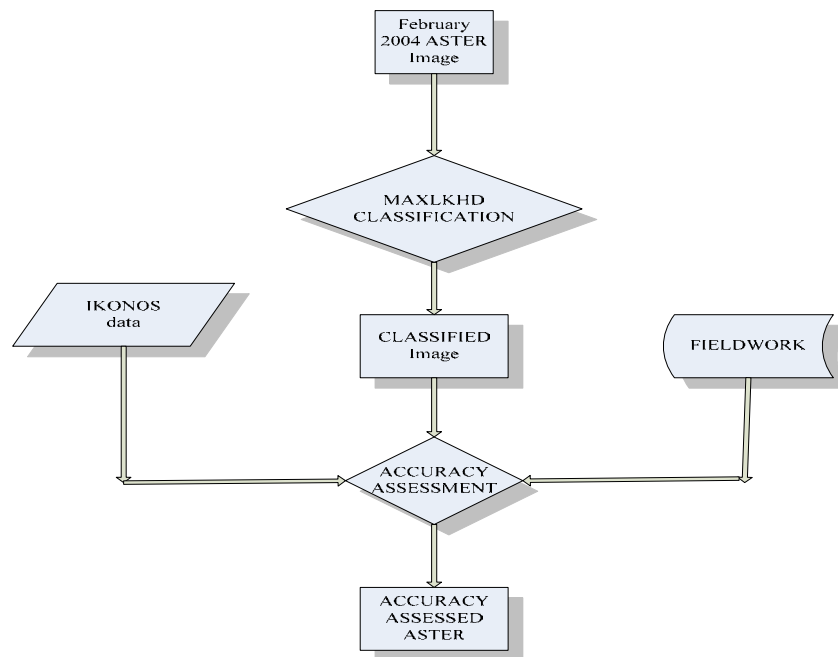 February
2004 ASTER
Image
MAXLKHD
CLASSIFICATION
IKONOS
data
CLASSIFIED
Image
FIELDWORK
ACCURACY
ASSESSMENT
ACCURACY
ASSESSED
ASTER